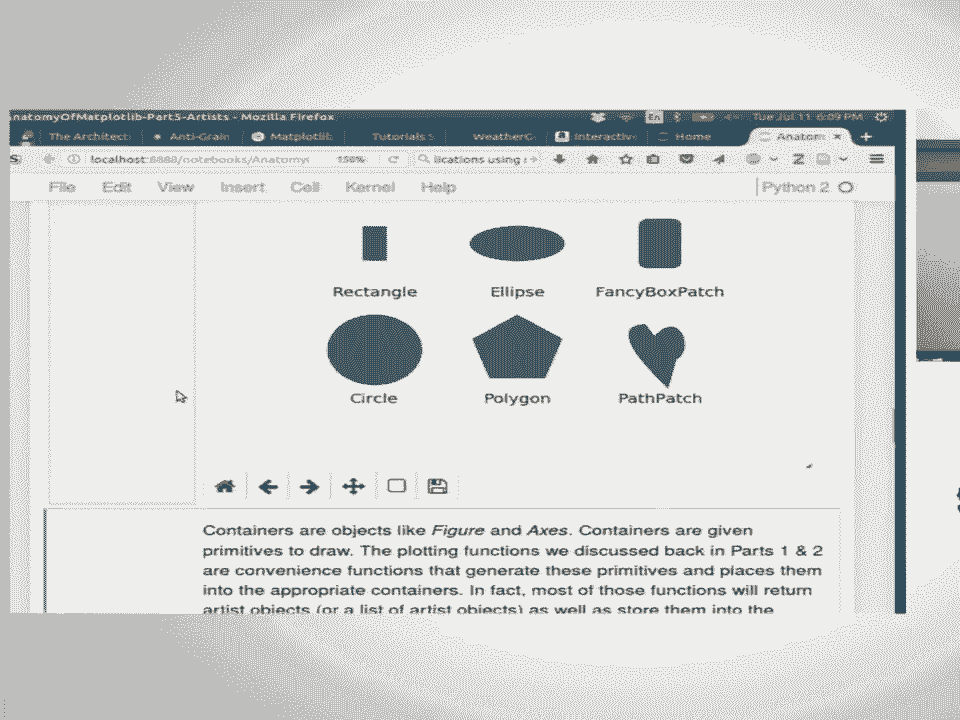 natomyOfMatplotlib-Part5-Artists - Mozilla Firefox En Tue Jul 11 6:09 PM
The Architect: Anti-Grain Matplotlib Tutorials WeatherG Interactiv Home Anatom ×
S localhost:8888/notebooks/Anatomy 150% lications using
File Edit View Insert Cell Kernel Help Python 2
Rectangle Ellipse FancyBoxPatch
Circle Polygon PathPatch
Containers are objects like Figure and Axes. Containers are given
primitives to draw. The plotting functions we discussed back in Parts 1 & 2
are convenience functions that generate these primitives and places them
into the appropriate containers. In fact, most of those functions will return
artist objects (or a list of artist objects) as well as store them into the